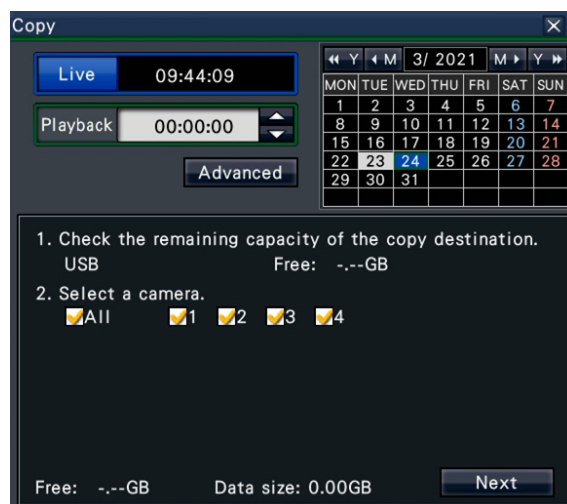 Copy
Live 09:44:09
Playback 00:00:00
Advanced
Y M 3/ 2021 M Y
MON TUE WED THU FRI SAT SUN
1 2 3 4 5 6 7
8 9 10 11 12 13 14
15 16 17 18 19 20 21
22 23 24 25 26 27 28
29 30 31
1. Check the remaining capacity of the copy destination.
USB Free: -.--GB
2. Select a camera.
All 1 2 3 4
Free: -.--GB Data size: 0.00GB Next